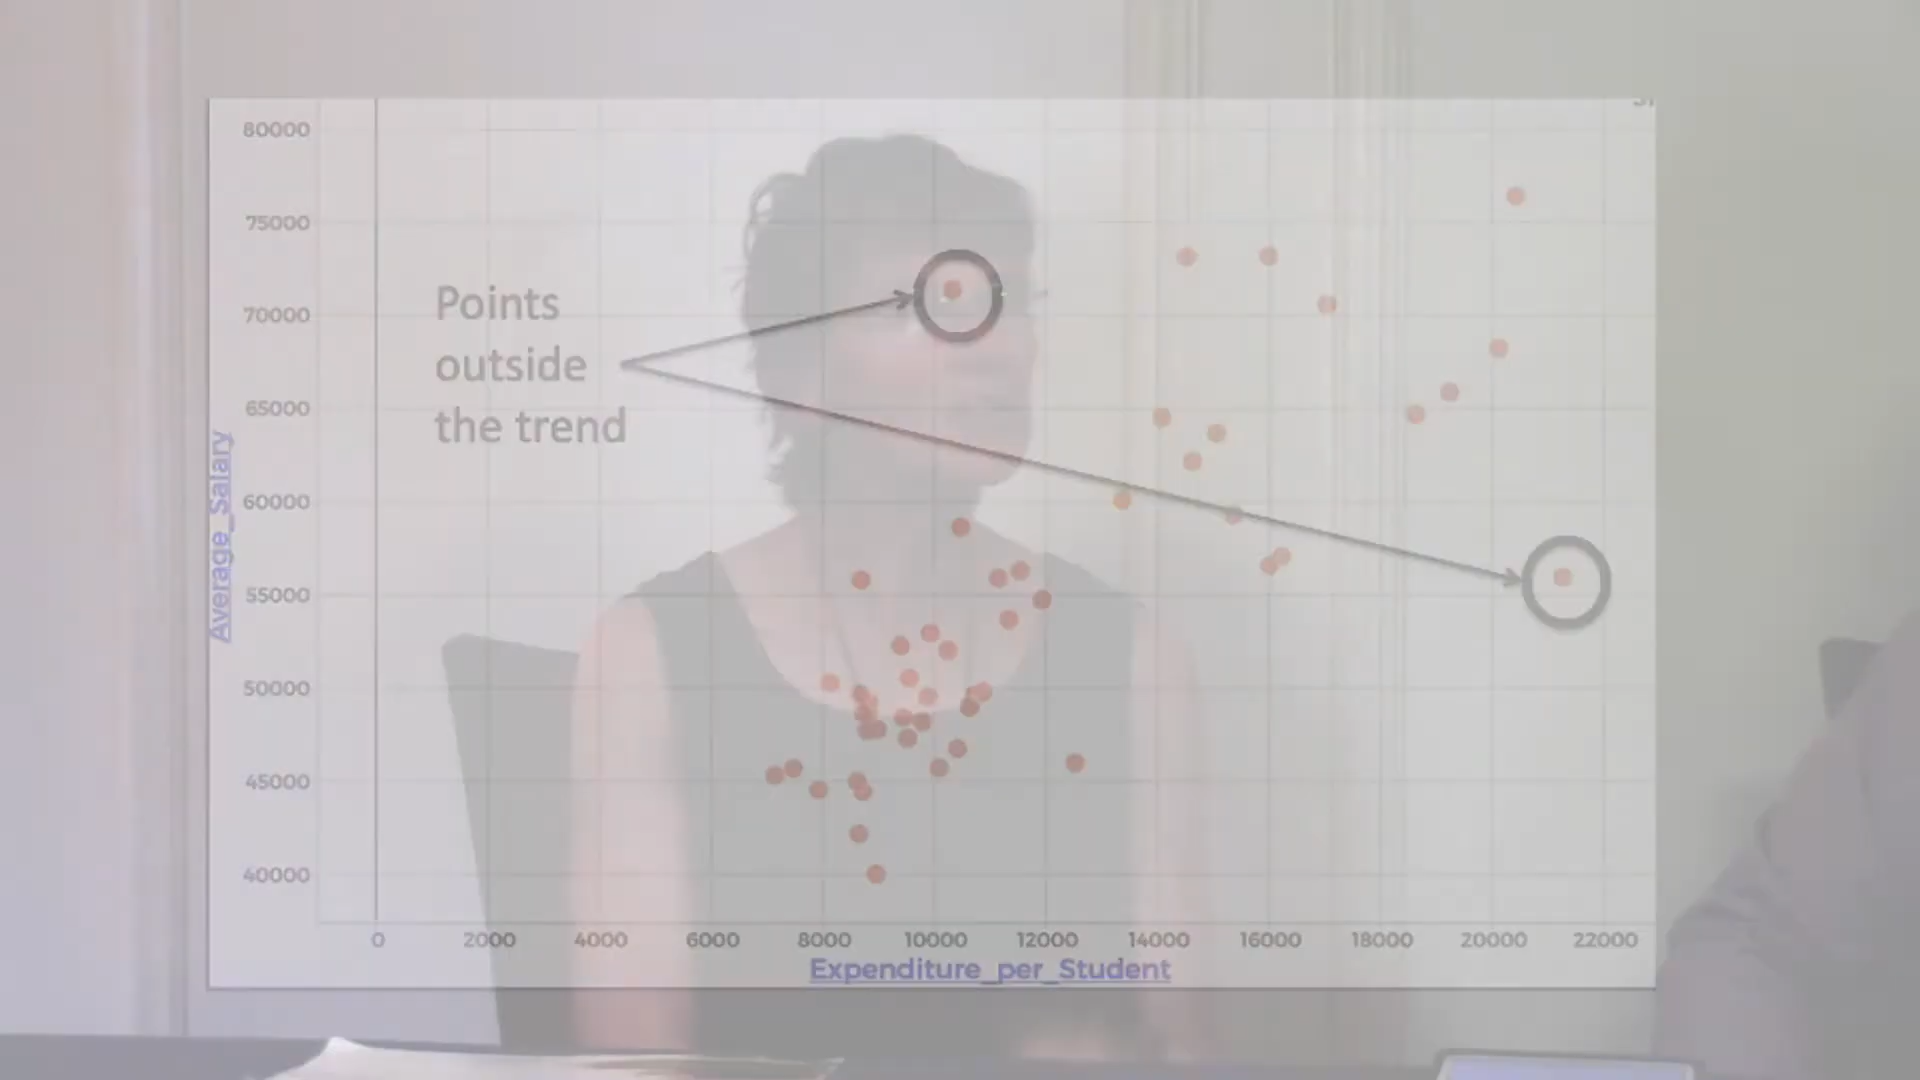 80000
75000
70000
65000
60000
55000
50000
45000
40000
Points
outside
the trend
Average_Salary
0 2000 4000 6000 8000 10000 12000 14000 16000 18000 20000 22000
Expenditure_per_Student